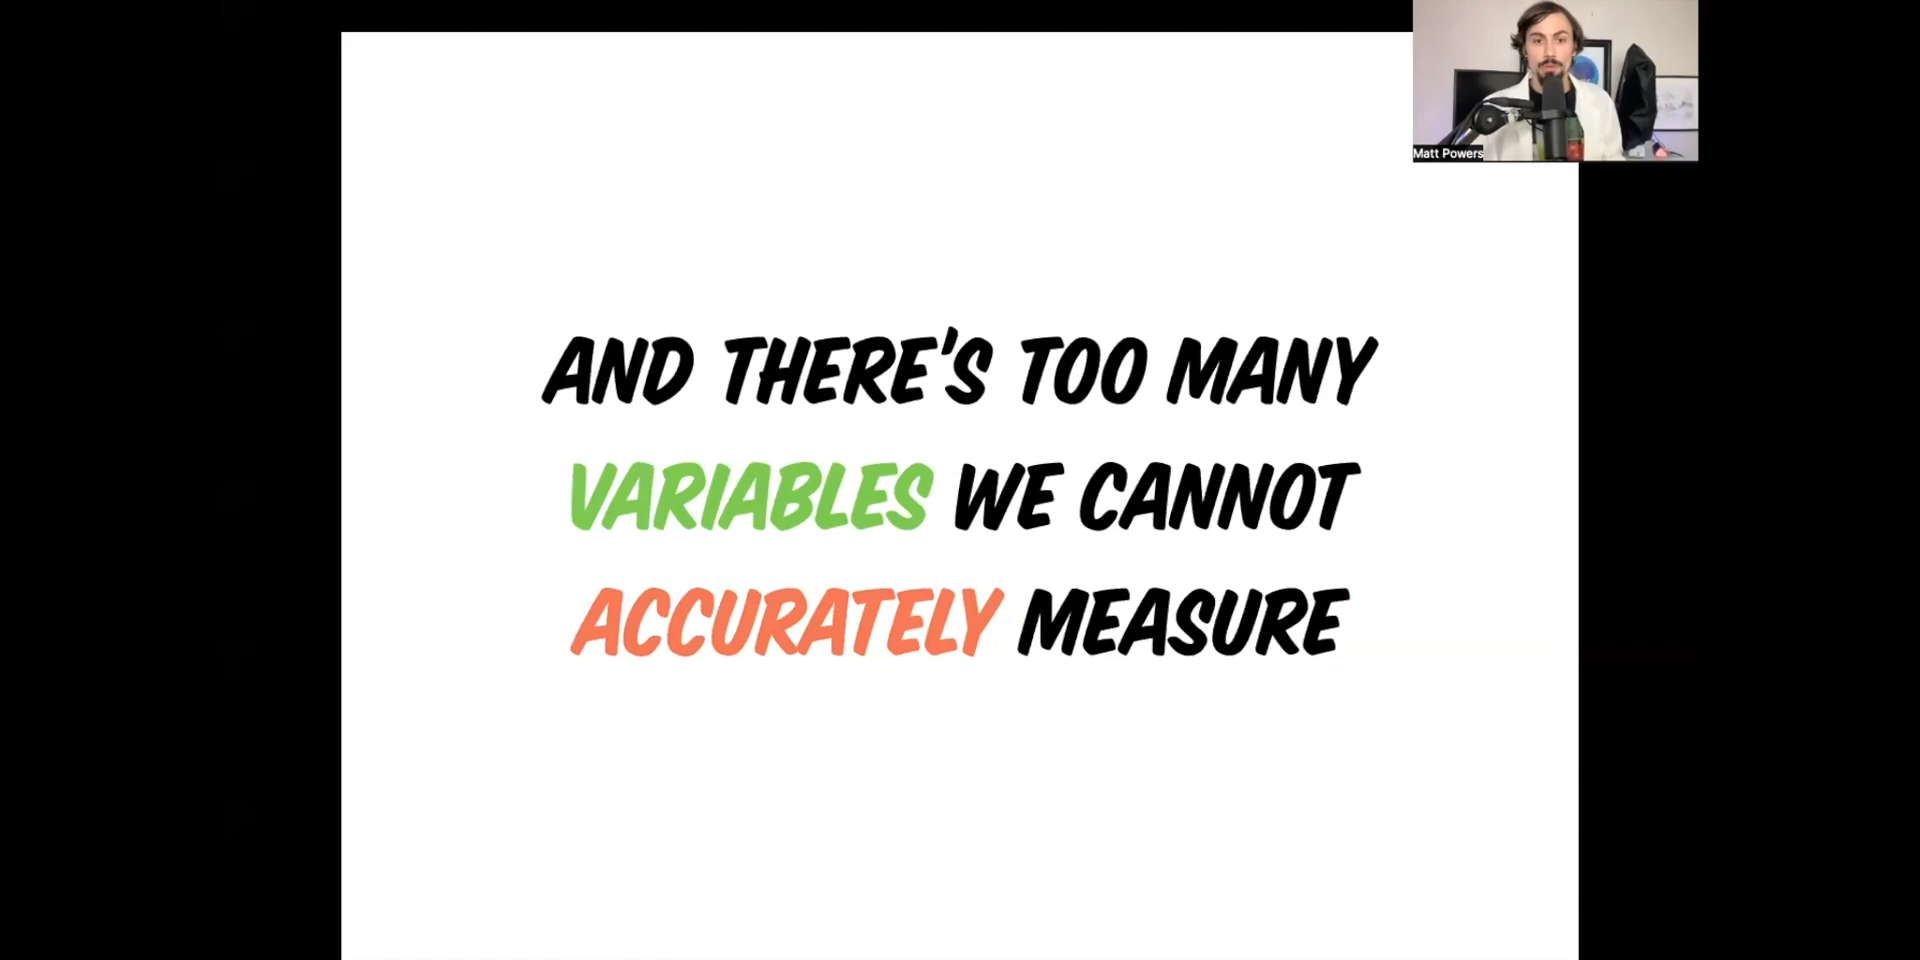 Matt Powers
AND THERE'S TOO MANY
VARIABLES WE CANNOT
ACCURATELY MEASURE